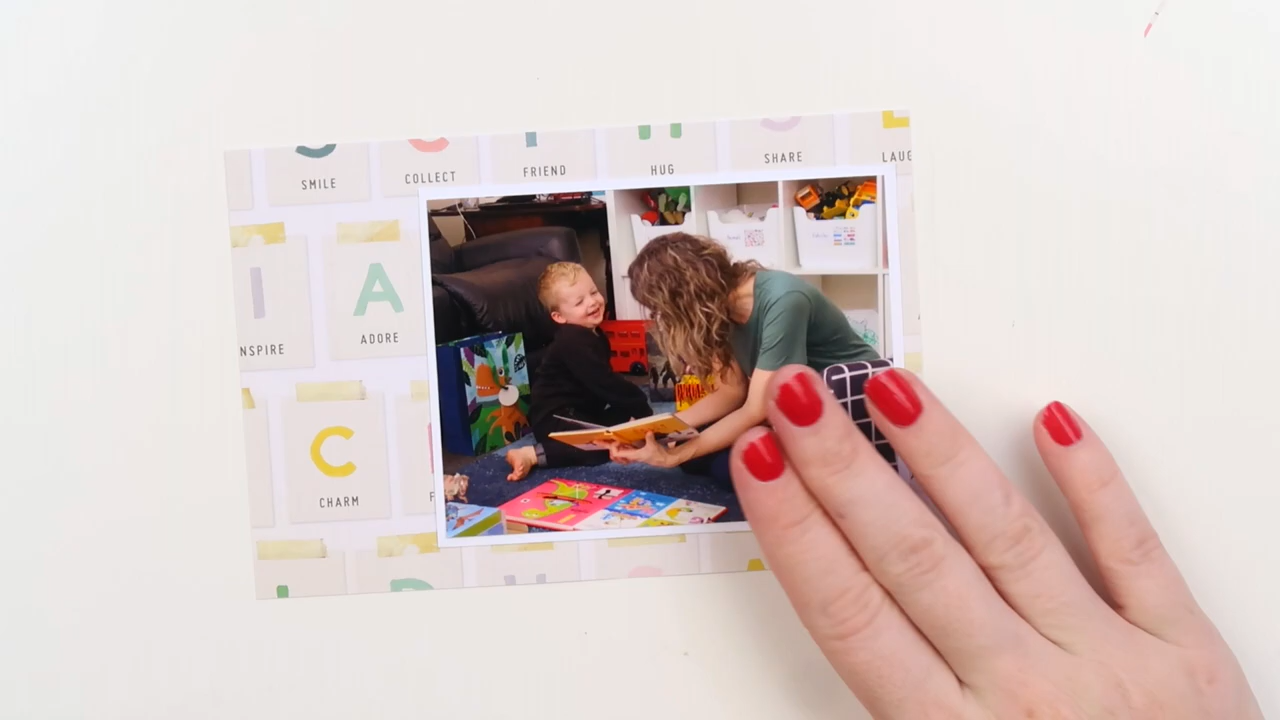 SMILE
COLLECT
FRIEND
HUG
SHARE
LAUG
I
A
NSPIRE
ADORE
C
CHARM
F